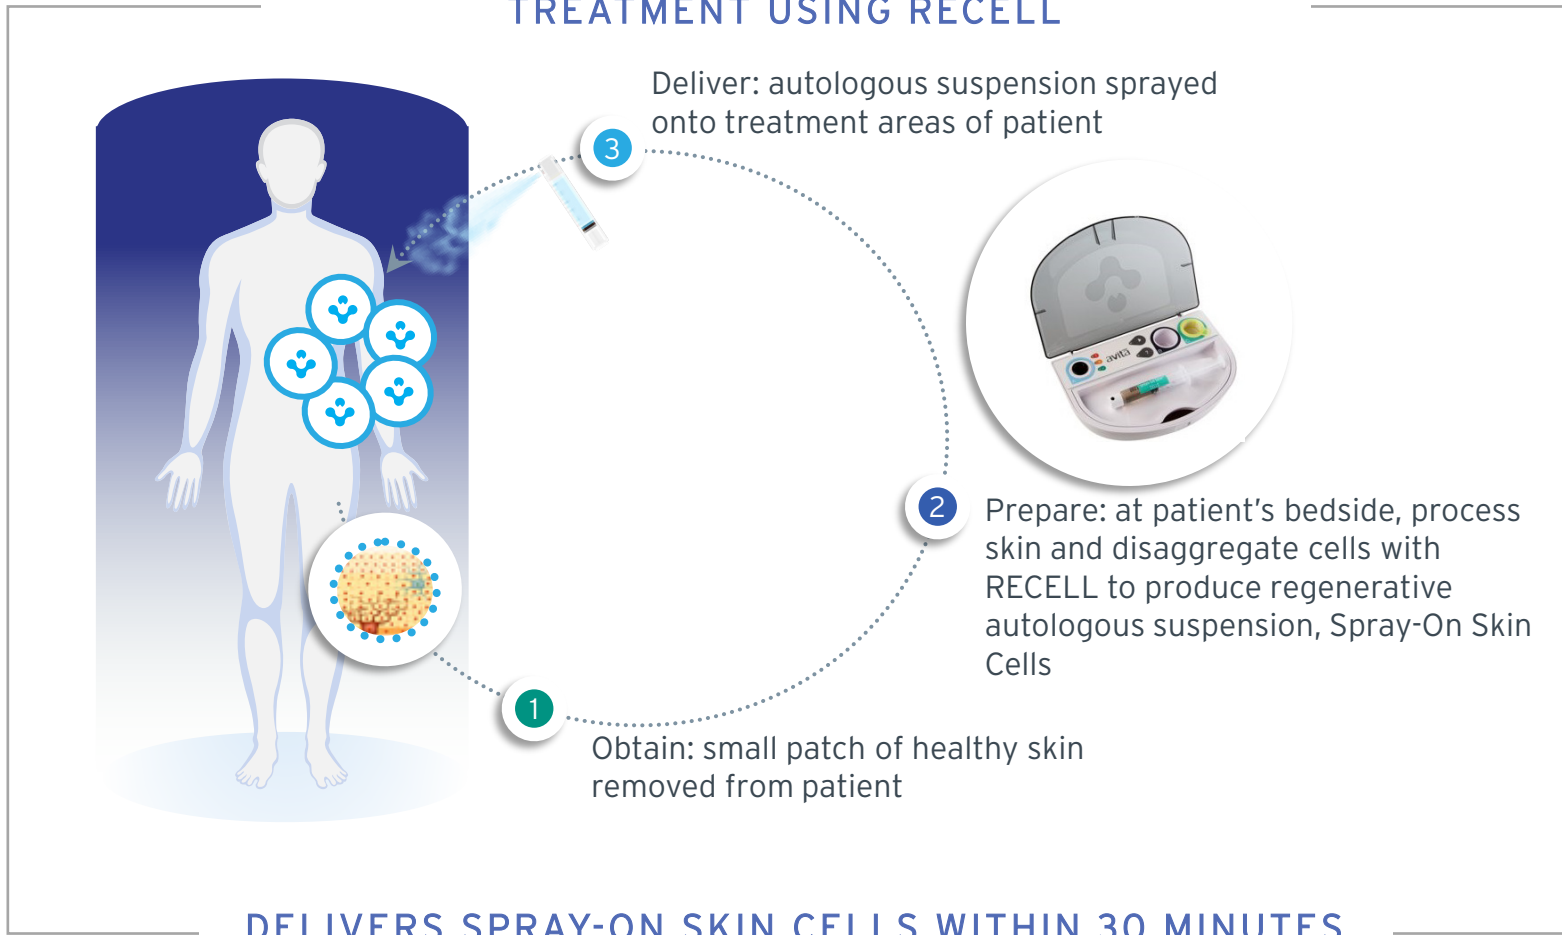 TREATMENT USING RECELL
3
Deliver: autologous suspension sprayed
onto treatment areas of patient
avita
2
Prepare: at patient's bedside, process
skin and disaggregate cells with
RECELL to produce regenerative
autologous suspension, Spray-On Skin
Cells
1
Obtain: small patch of healthy skin
removed from patient
DELIVERS SPRAY-ON SKIN CELLS WITHIN 30 MINUTES